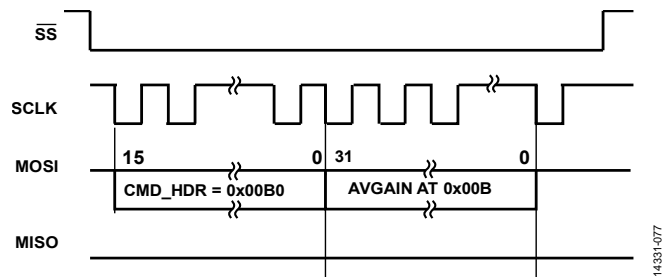 SS
SCLK
MOSI
15 0 31 0
CMD_HDR = 0x00B0 AVGAIN AT 0x00B
MISO
14331-077